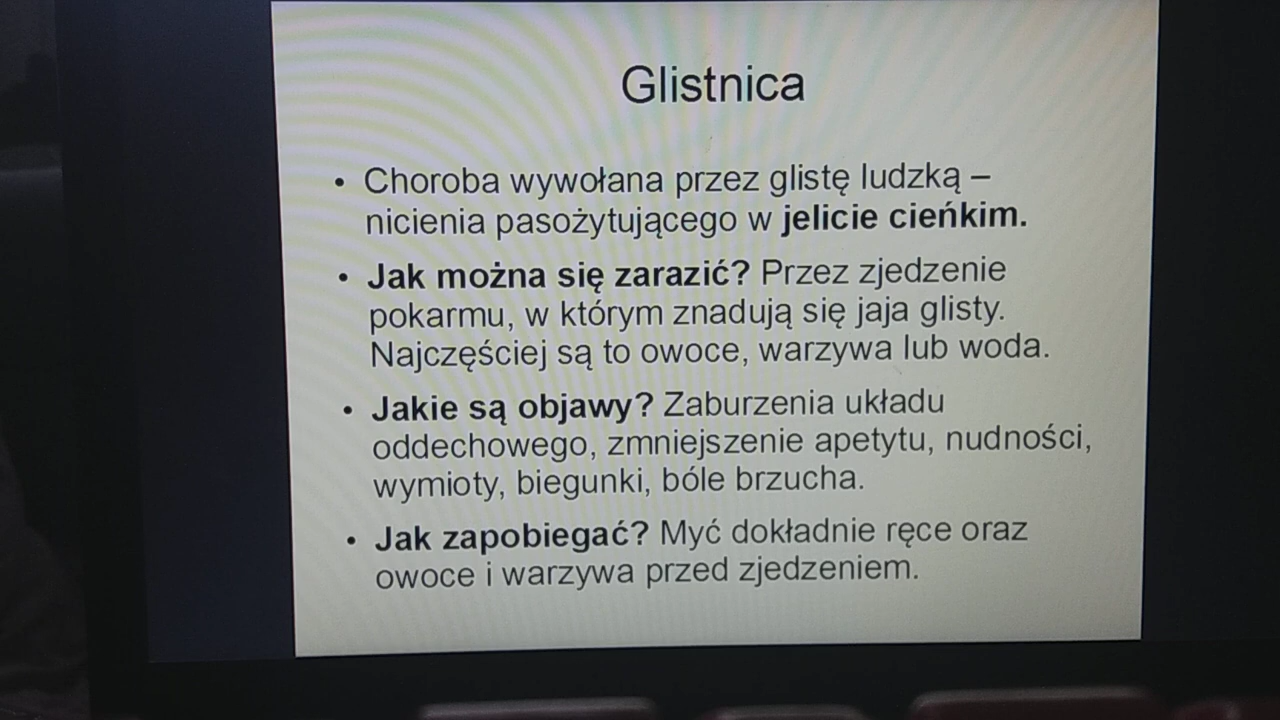 Glistnica
• Choroba wywołana przez glistę ludzką –
nicienia pasożytującego w jelicie cieńkim.
• Jak można się zarazić? Przez zjedzenie
pokarmu, w którym znadują się jaja glisty.
Najczęściej są to owoce, warzywa lub woda.
• Jakie są objawy? Zaburzenia układu
oddechowego, zmniejszenie apetytu, nudności,
wymioty, biegunki, bóle brzucha.
• Jak zapobiegać? Myć dokładnie ręce oraz
owoce i warzywa przed zjedzeniem.